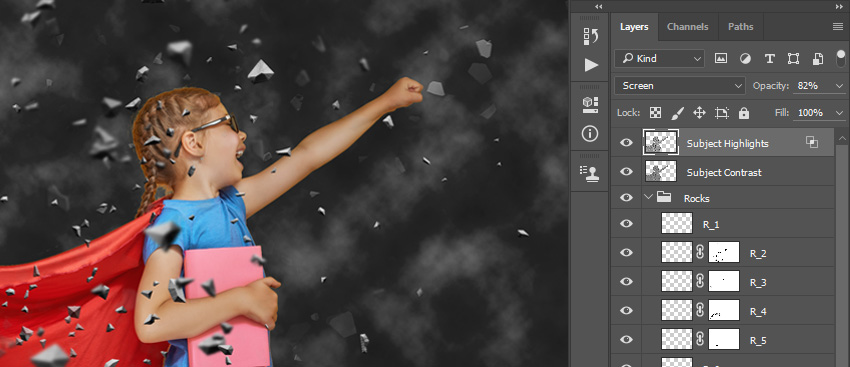 Layers Channels Paths
Kind
Screen Opacity: 82%
Lock: Fill: 100%
Subject Highlights
Subject Contrast
Rocks
R_1
R_2
R_3
R_4
R_5